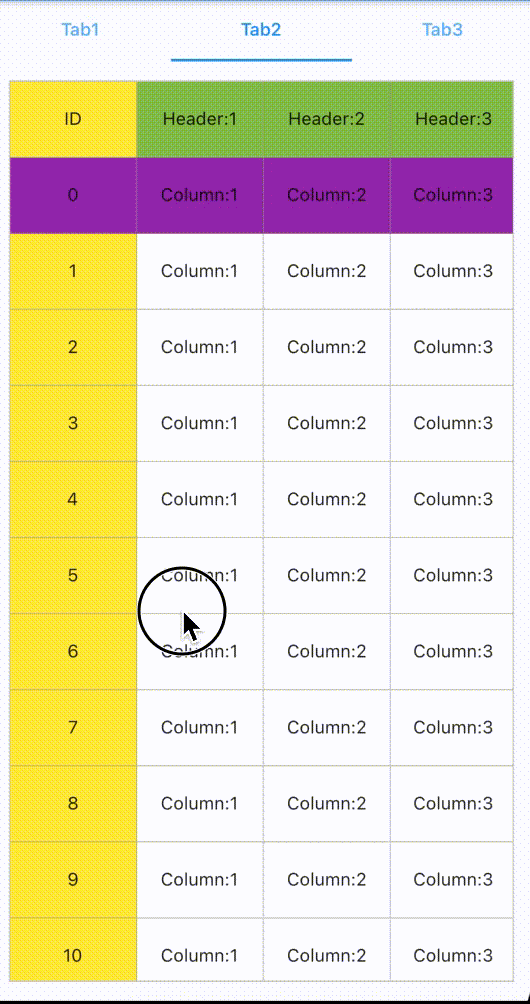 Tab1 Tab2 Tab3
ID Header:1 Header:2 Header:3
0 Column:1 Column:2 Column:3
1 Column:1 Column:2 Column:3
2 Column:1 Column:2 Column:3
3 Column:1 Column:2 Column:3
4 Column:1 Column:2 Column:3
5 Column:1 Column:2 Column:3
6 Column:1 Column:2 Column:3
7 Column:1 Column:2 Column:3
8 Column:1 Column:2 Column:3
9 Column:1 Column:2 Column:3
10 Column:1 Column:2 Column:3